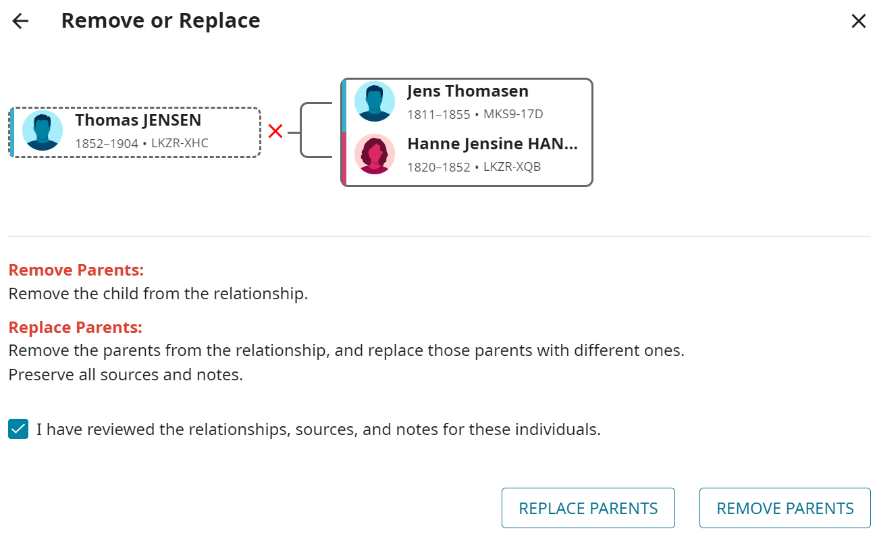 Remove or Replace
Thomas JENSEN
1852–1904 • LKZR-XHC
Jens Thomasen
1811–1855 • MKS9-17D
Hanne Jensine HAN...
1820–1852 • LKZR-XQB
Remove Parents:
Remove the child from the relationship.
Replace Parents:
Remove the parents from the relationship, and replace those parents with different ones.
Preserve all sources and notes.
I have reviewed the relationships, sources, and notes for these individuals.
REPLACE PARENTS
REMOVE PARENTS